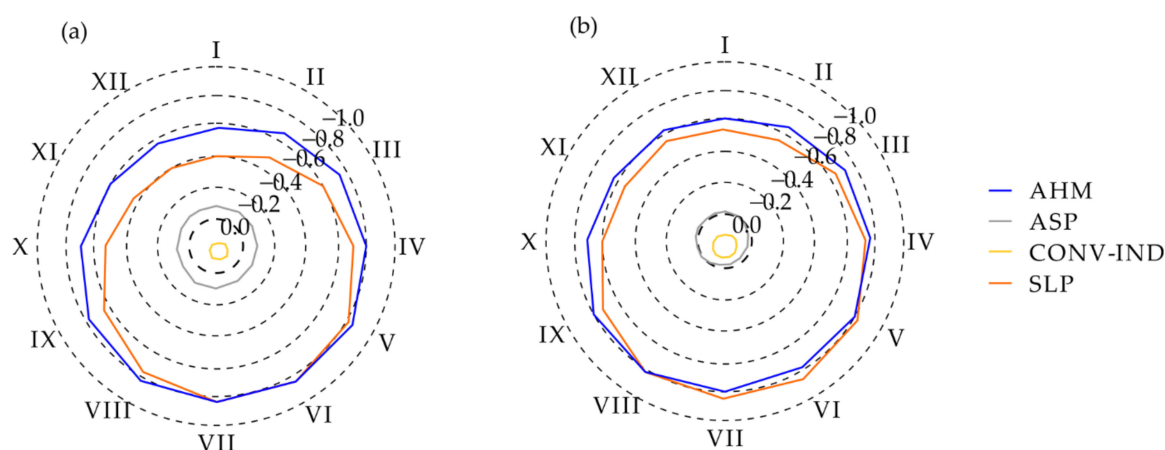 (a)
I
II
III
IV
V
VI
VII
VIII
IX
X
XI
XII
−1.0
−0.8
−0.6
−0.4
−0.2
0.0
(b)
I
II
III
IV
V
VI
VII
VIII
IX
X
XI
XII
−1.0
−0.8
−0.6
−0.4
−0.2
0.0
AHM
ASP
CONV-IND
SLP